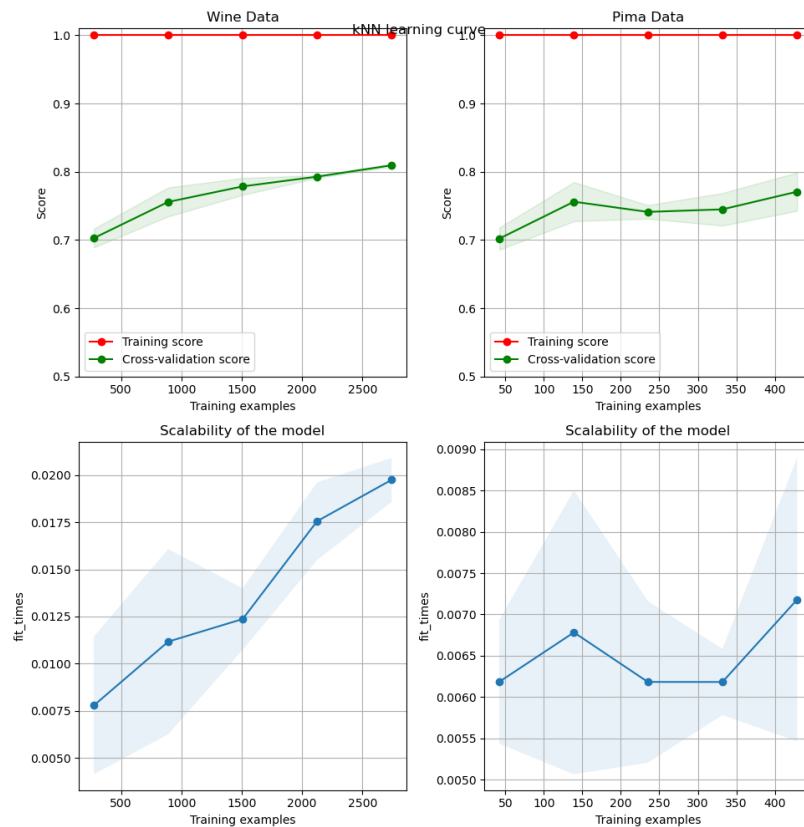 kNN learning curve
Wine Data
1.0
0.9
0.8
0.7
0.6
0.5
Score
Training score
Cross-validation score
500 1000 1500 2000 2500
Training examples
Pima Data
1.0
0.9
0.8
0.7
0.6
0.5
Score
Training score
Cross-validation score
50 100 150 200 250 300 350 400
Training examples
Scalability of the model
0.0200
0.0175
0.0150
0.0125
0.0100
0.0075
0.0050
fit_times
500 1000 1500 2000 2500
Training examples
Scalability of the model
0.0090
0.0085
0.0080
0.0075
0.0070
0.0065
0.0060
0.0055
0.0050
fit_times
50 100 150 200 250 300 350 400
Training examples